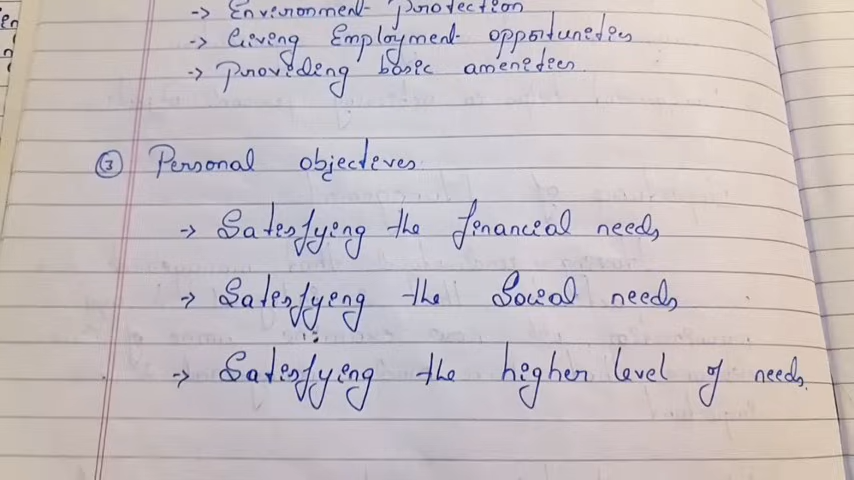 -> Environment protection
-> Giving Employment opportunities
-> Providing basic amenities
③ Personal objectives
-> Satisfying the financial needs
-> Satisfying the Social needs
-> Satisfying the higher level of needs.